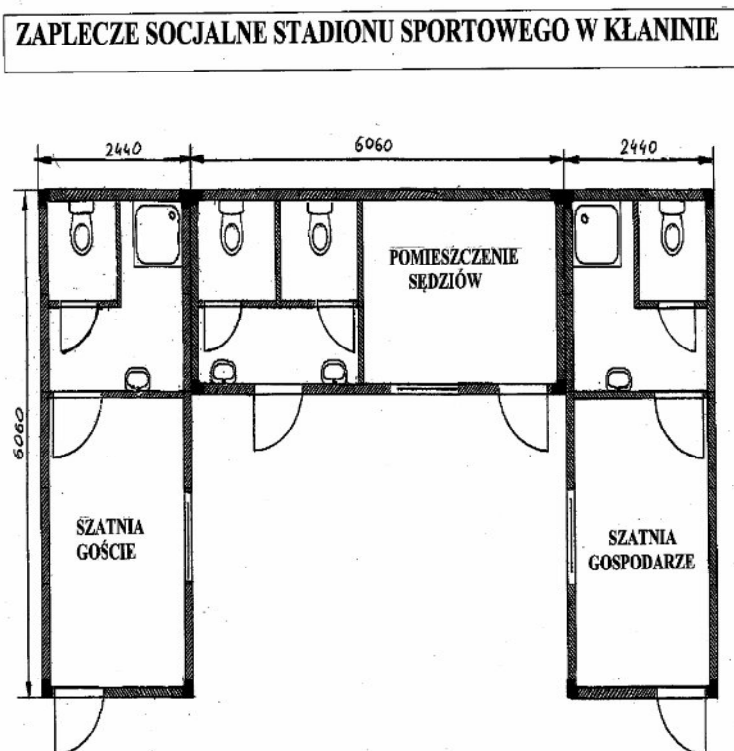 ZAPLECZE SOCJALNE STADIONU SPORTOWEGO W KŁANINIE
2440 6060 2440
POMIESZCZENIE
SĘDZIÓW
6060
SZATNIA
GOŚCIE
SZATNIA
GOSPODARZE